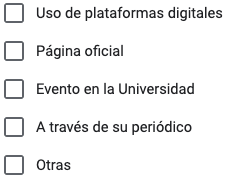 Uso de plataformas digitales
Página oficial
Evento en la Universidad
A través de su periódico
Otras